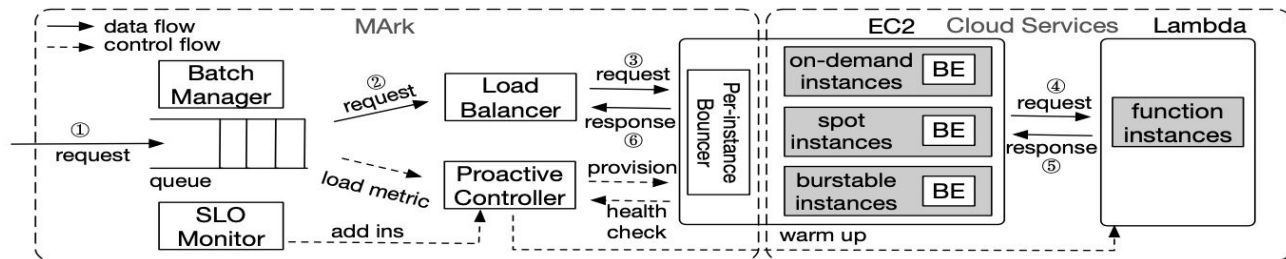 data flow
control flow
MArk
Batch
Manager
①
request
queue
SLO
Monitor
②
request
load metric
add ins
Load
Balancer
Proactive
Controller
③
request
response
⑥
provision
health
check
Per-instance
Bouncer
EC2
Cloud Services
Lambda
on-demand
instances
BE
spot
instances
BE
burstable
instances
BE
warm up
④
request
response
⑤
function
instances